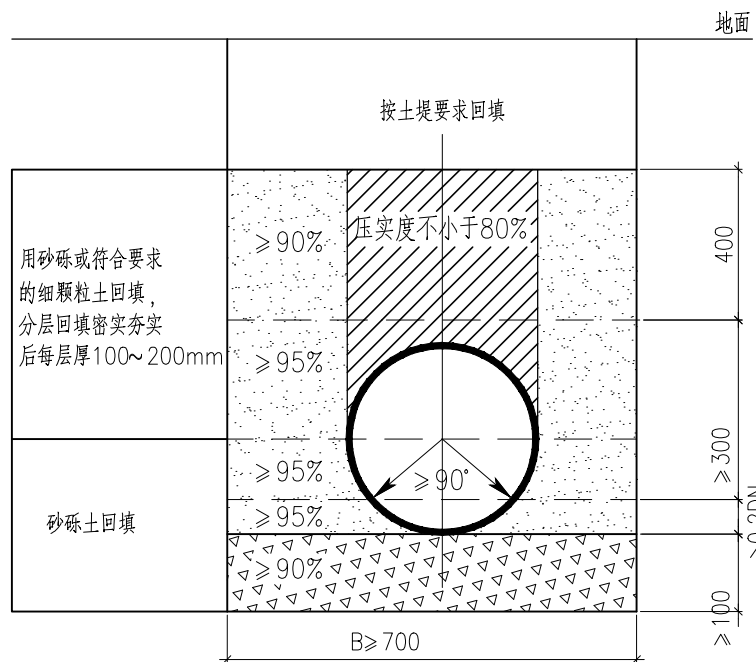 地面
按土堤要求回填
≥90%
压实度不小于80%
400
用砂砾或符合要求
的细颗粒土回填，
分层回填密实夯实
后每层厚100~200mm
≥95%
≥95%
≥90°
≥300
砂砾土回填
≥95%
≥90%
≥100
B≥700